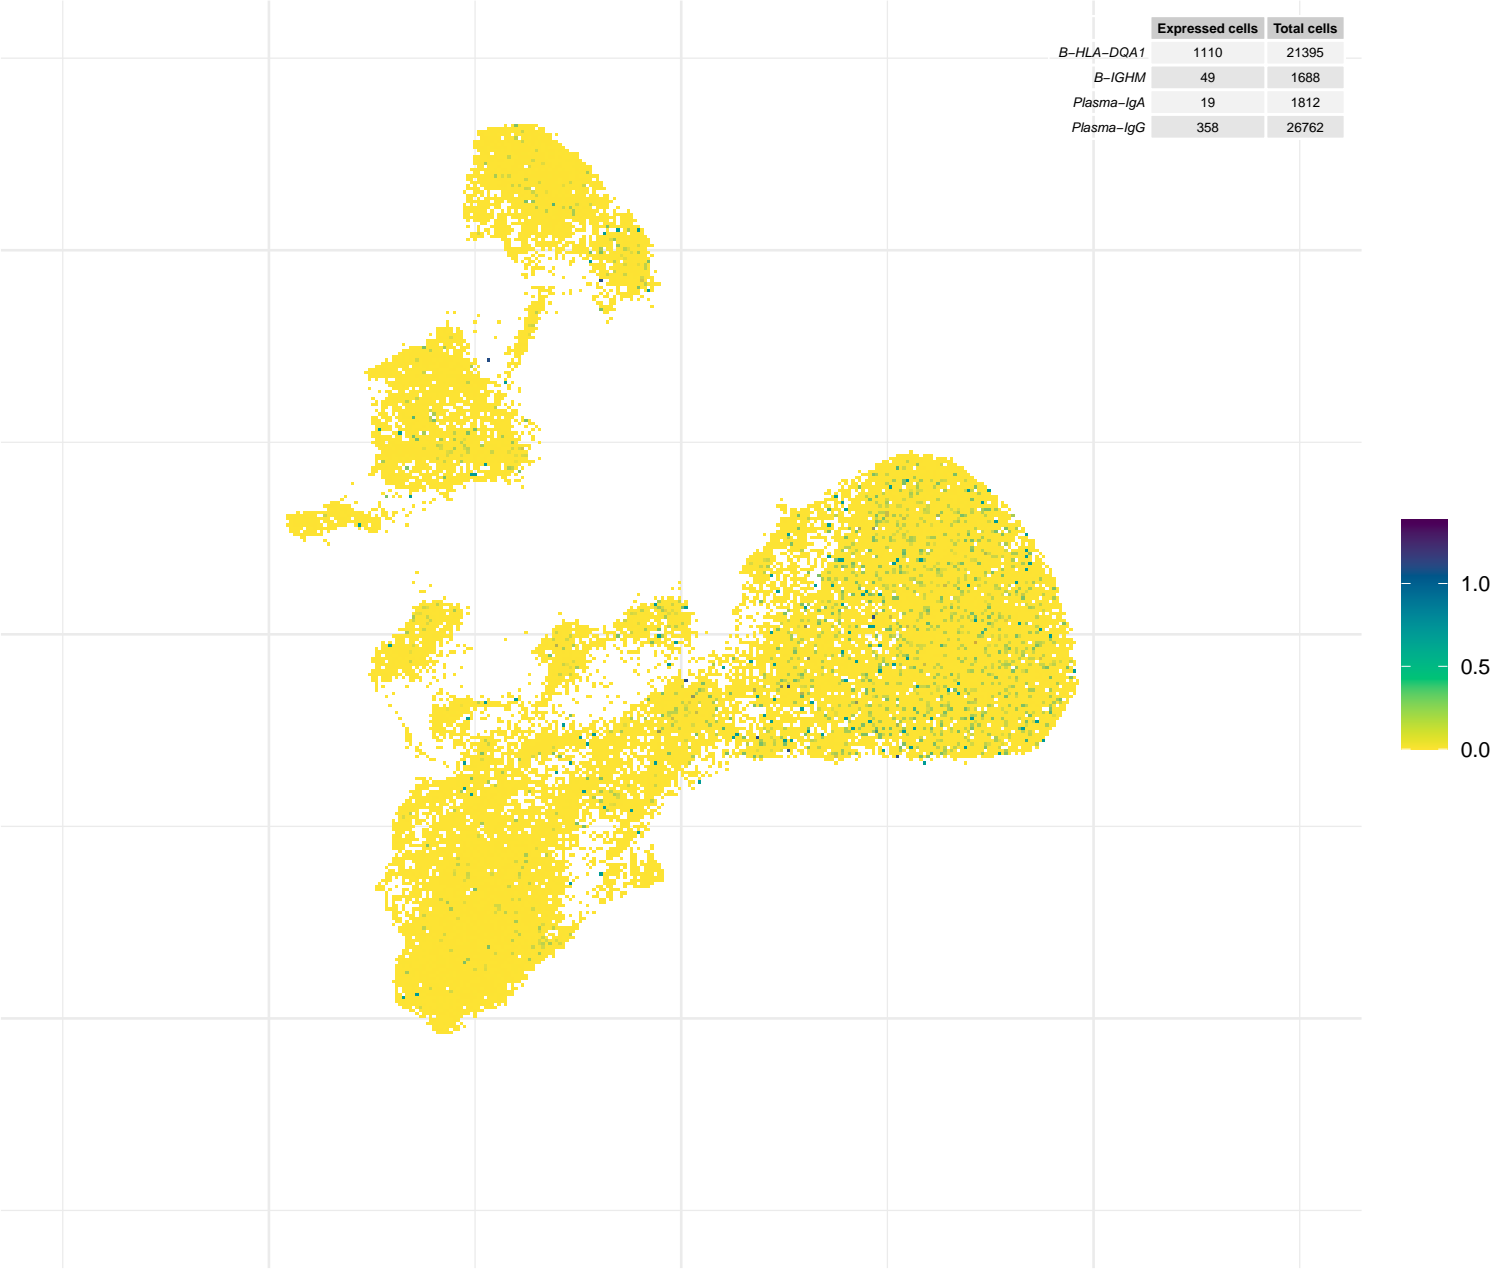 Expressed cells Total cells
B−HLA−DQA1 1110 21395
B−IGHM 49 1688
Plasma−IgA 19 1812
Plasma−IgG 358 26762
1.0
0.5
0.0